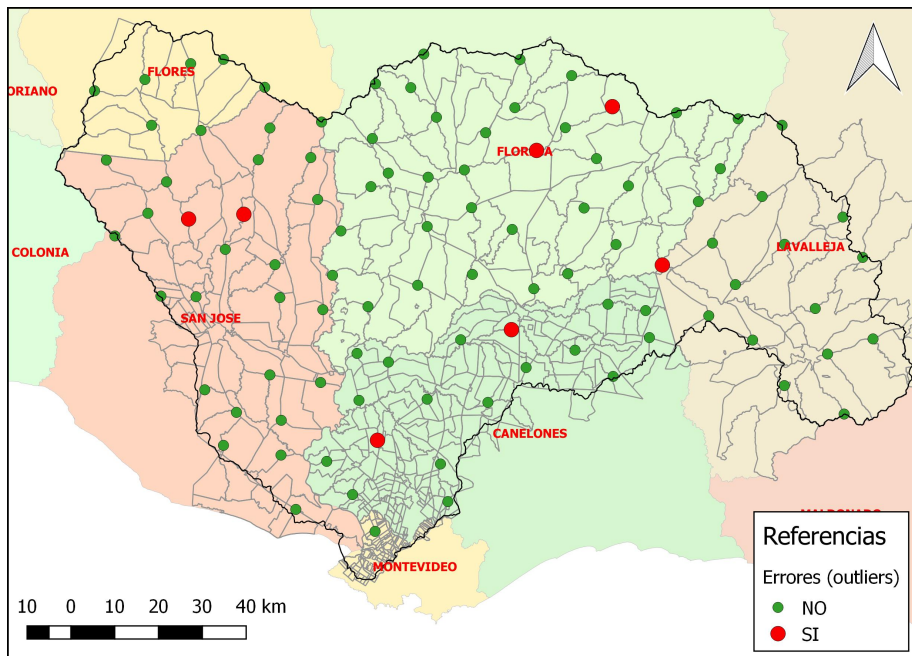 FLORES
ORIANO
FLORIDA
COLONIA
LAVALLEJA
SAN JOSE
CANELONES
MALDONADO
MONTEVIDEO
Referencias
Errores (outliers)
NO
SI
10 0 10 20 30 40 km